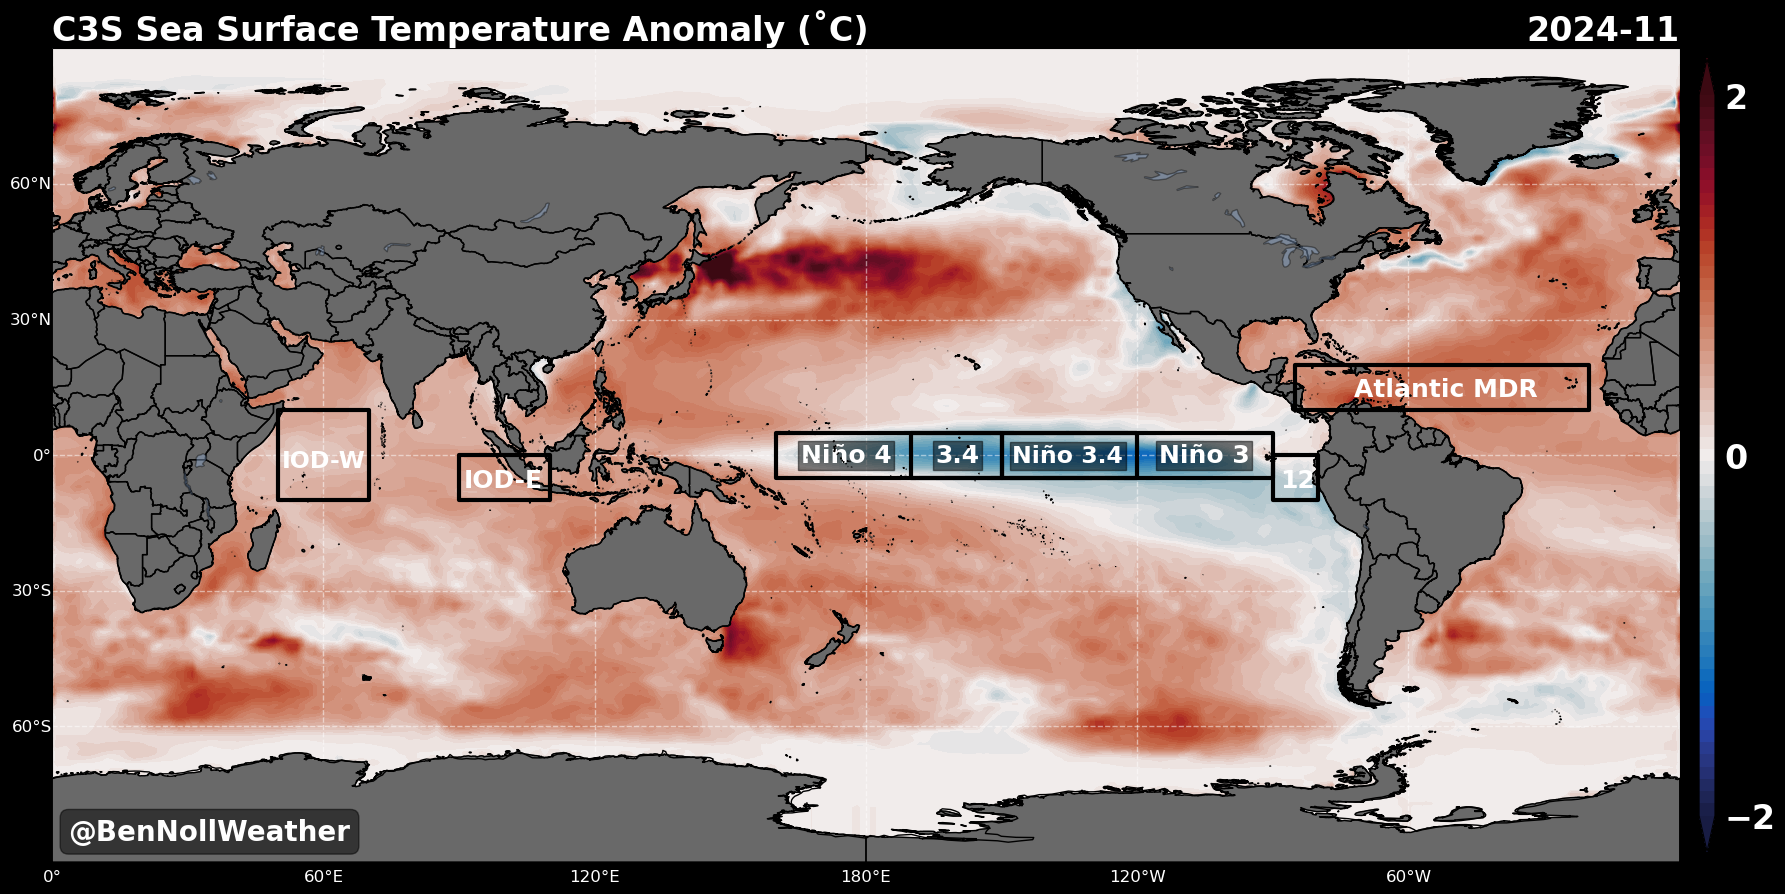 C3S Sea Surface Temperature Anomaly (˚C) 2024-11
2
60°N
30°N
Atlantic MDR
0° IOD-W Niño 4 3.4 Niño 3.4 Niño 3 0
IOD-E 12
30°S
60°S
−2
@BenNollWeather
0° 60°E 120°E 180°E 120°W 60°W